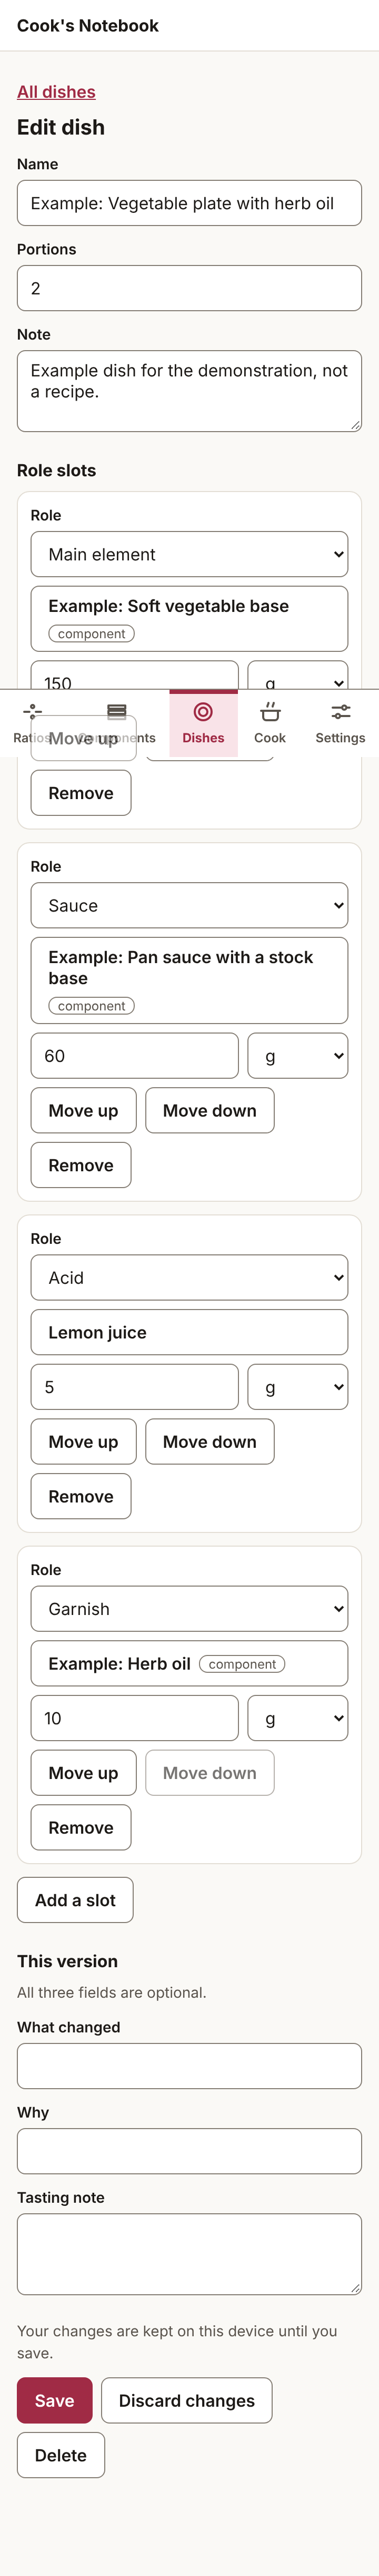 Cook's Notebook
All dishes
Edit dish
Name
Example: Vegetable plate with herb oil
Portions
2
Note
Example dish for the demonstration, not
a recipe.
Role slots
Role
Main element
Example: Soft vegetable base
component
150 g
Ratios Components Dishes Cook Settings
Move up
Remove
Role
Sauce
Example: Pan sauce with a stock
base
component
60 g
Move up Move down
Remove
Role
Acid
Lemon juice
5 g
Move up Move down
Remove
Role
Garnish
Example: Herb oil component
10 g
Move up Move down
Remove
Add a slot
This version
All three fields are optional.
What changed
Why
Tasting note
Your changes are kept on this device until you
save.
Save Discard changes
Delete